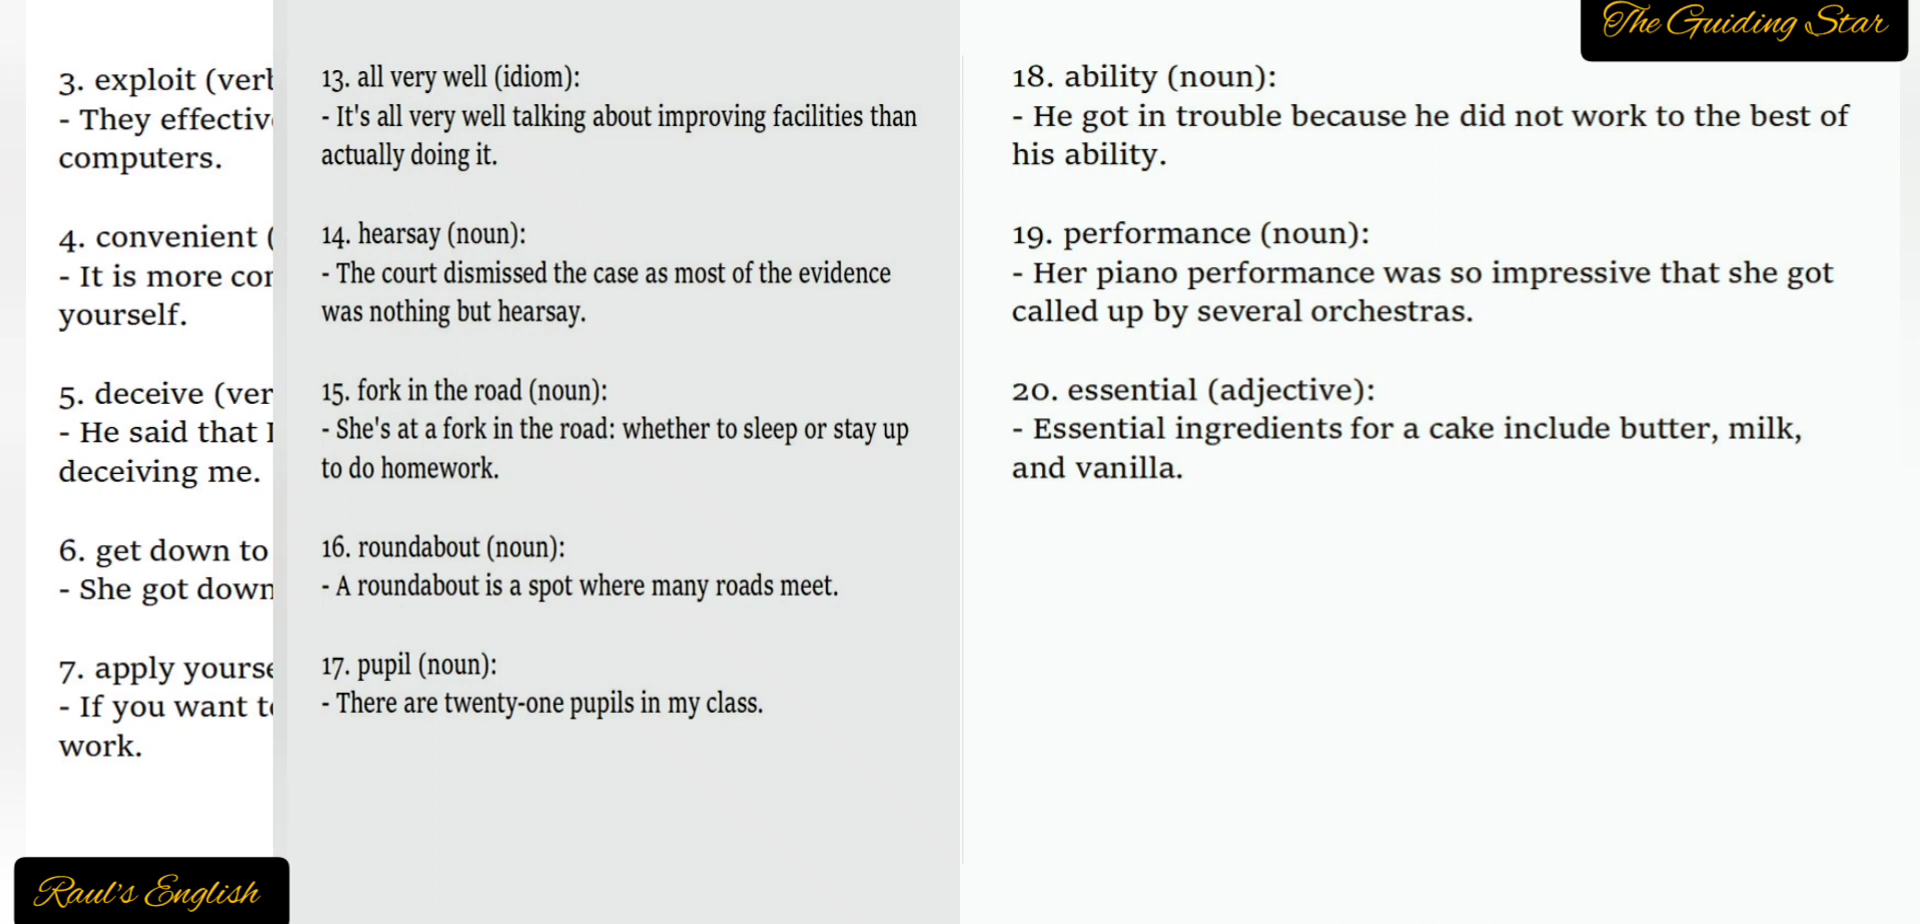 The Guiding Star
3. exploit
- They
computers.
4. convenient (
- It is more
yourself.
5. deceive
- He said that
deceiving me.
6. get down to
- She got down
7. apply
- If you want
work.
13. all very well (idiom):
- It's all very well talking about improving facilities than
actually doing it.
14. hearsay (noun):
- The court dismissed the case as most of the evidence
was nothing but hearsay.
15. fork in the road (noun):
- She's at a fork in the road: whether to sleep or stay up
to do homework.
16. roundabout (noun):
- A roundabout is a spot where many roads meet.
17. pupil (noun):
- There are twenty-one pupils in my class.
18. ability (noun):
- He got in trouble because he did not work to the best of
his ability.
19. performance (noun):
- Her piano performance was so impressive that she got
called up by several orchestras.
20. essential (adjective):
- Essential ingredients for a cake include butter, milk,
and vanilla.
Raul's English